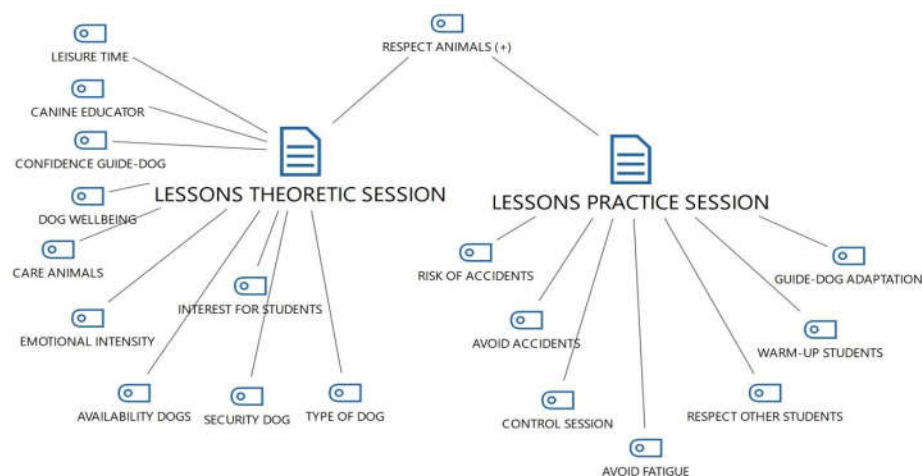 RESPECT ANIMALS (+)
LEISURE TIME
CANINE EDUCATOR
CONFIDENCE GUIDE-DOG
DOG WELLBEING
CARE ANIMALS
EMOTIONAL INTENSITY
AVAILABILITY DOGS
SECURITY DOG
TYPE OF DOG
INTEREST FOR STUDENTS
LESSONS THEORETIC SESSION
LESSONS PRACTICE SESSION
RISK OF ACCIDENTS
AVOID ACCIDENTS
CONTROL SESSION
AVOID FATIGUE
RESPECT OTHER STUDENTS
WARM-UP STUDENTS
GUIDE-DOG ADAPTATION